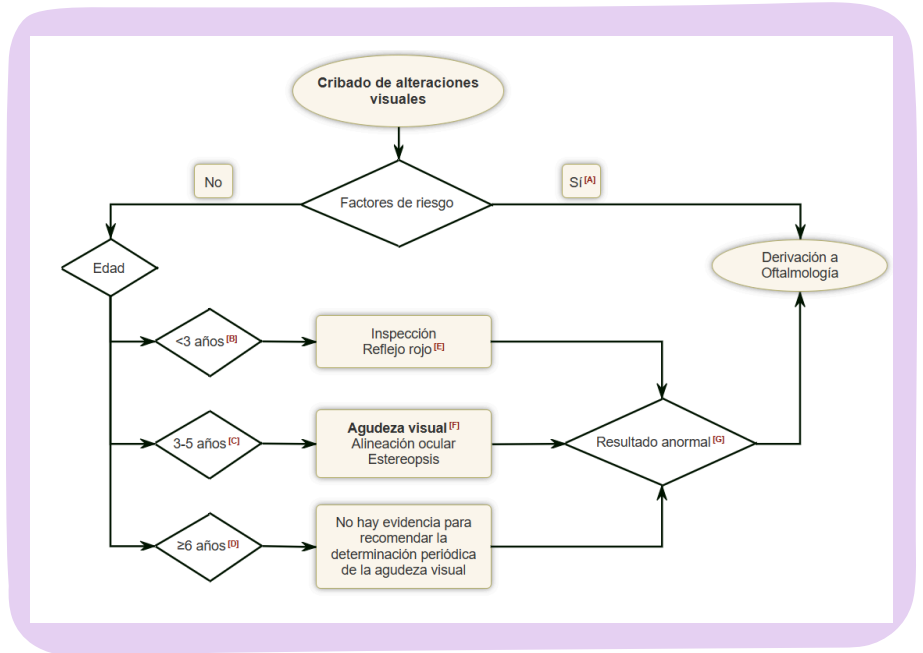 Cribado de alteraciones
visuales
No
Sí [A]
Factores de riesgo
Edad
Derivación a
Oftalmología
<3 años [B]
Inspección
Reflejo rojo [E]
3-5 años [C]
Agudeza visual [F]
Alineación ocular
Estereopsis
Resultado anormal [G]
≥6 años [D]
No hay evidencia para
recomendar la
determinación periódica
de la agudeza visual